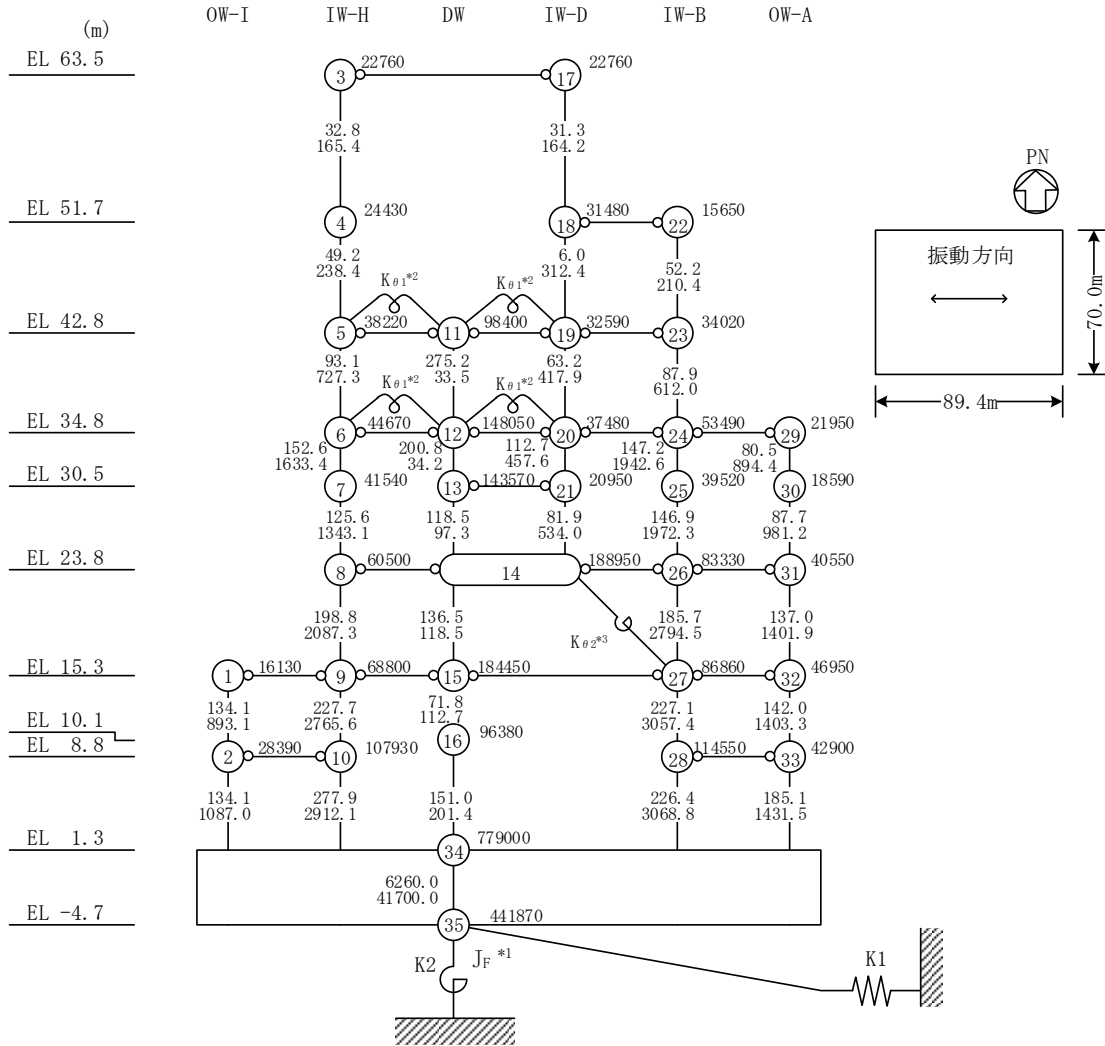 OW-I IW-H DW IW-D IW-B OW-A
(m)
EL 63.5
3 22760 17 22760
32.8 31.3
165.4 164.2
PN
EL 51.7
4 24430 18 31480 22 15650
振動方向
49.2 6.0 52.2
238.4 312.4 210.4
Kθ1*2 Kθ1*2
70.0m
EL 42.8
5 38220 11 98400 19 32590 23 34020
93.1 275.2 63.2 87.9
727.3 33.5 417.9 612.0
Kθ1*2 Kθ1*2
89.4m
EL 34.8
6 44670 12 148050 20 37480 24 53490 29 21950
152.6 200.8 112.7 147.2 80.5
1633.4 34.2 457.6 1942.6 894.4
EL 30.5
7 41540 13 143570 21 20950 25 39520 30 18590
125.6 118.5 81.9 146.9 87.7
1343.1 97.3 534.0 1972.3 981.2
EL 23.8
8 60500 14 188950 26 83330 31 40550
198.8 136.5 185.7 137.0
2087.3 118.5 2794.5 1401.9
Kθ2*3
EL 15.3
1 16130 9 68800 15 184450 27 86860 32 46950
134.1 227.7 71.8 227.1 142.0
893.1 2765.6 112.7 3057.4 1403.3
EL 10.1
16 96380
EL 8.8
2 28390 10 107930 28 114550 33 42900
134.1 277.9 151.0 226.4 185.1
1087.0 2912.1 201.4 3068.8 1431.5
EL 1.3
34 779000
6260.0
41700.0
EL -4.7
35 441870
K2 JF *1 K1